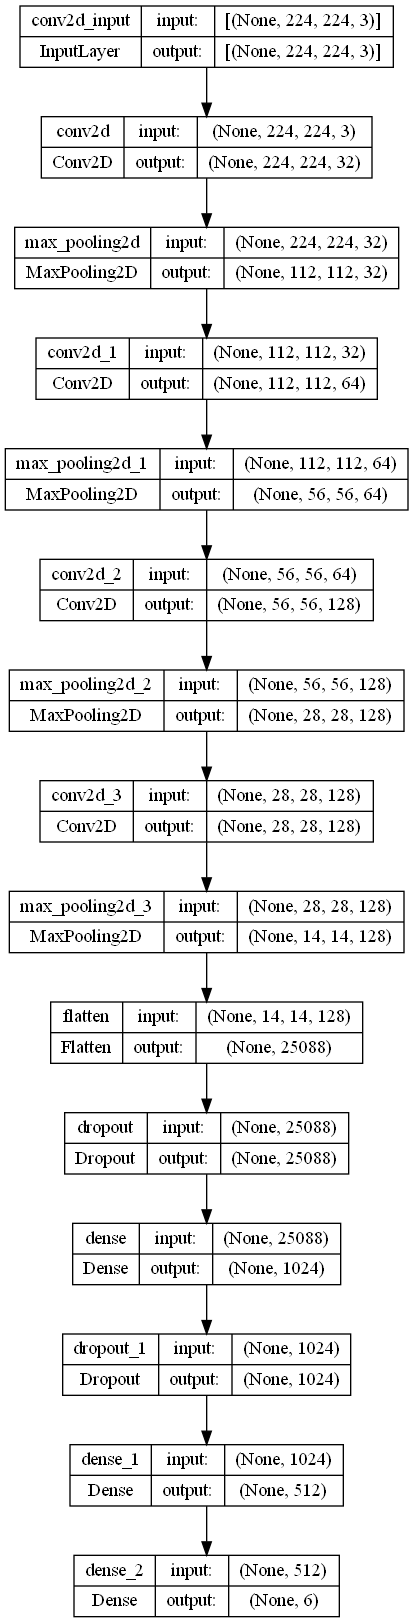 conv2d_input input: [(None, 224, 224, 3)]
InputLayer output: [(None, 224, 224, 3)]
conv2d input: (None, 224, 224, 3)
Conv2D output: (None, 224, 224, 32)
max_pooling2d input: (None, 224, 224, 32)
MaxPooling2D output: (None, 112, 112, 32)
conv2d_1 input: (None, 112, 112, 32)
Conv2D output: (None, 112, 112, 64)
max_pooling2d_1 input: (None, 112, 112, 64)
MaxPooling2D output: (None, 56, 56, 64)
conv2d_2 input: (None, 56, 56, 64)
Conv2D output: (None, 56, 56, 128)
max_pooling2d_2 input: (None, 56, 56, 128)
MaxPooling2D output: (None, 28, 28, 128)
conv2d_3 input: (None, 28, 28, 128)
Conv2D output: (None, 28, 28, 128)
max_pooling2d_3 input: (None, 28, 28, 128)
MaxPooling2D output: (None, 14, 14, 128)
flatten input: (None, 14, 14, 128)
Flatten output: (None, 25088)
dropout input: (None, 25088)
Dropout output: (None, 25088)
dense input: (None, 25088)
Dense output: (None, 1024)
dropout_1 input: (None, 1024)
Dropout output: (None, 1024)
dense_1 input: (None, 1024)
Dense output: (None, 512)
dense_2 input: (None, 512)
Dense output: (None, 6)